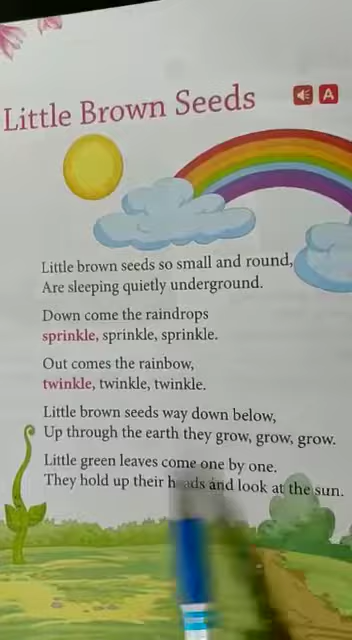 Little Brown Seeds
A
Little brown seeds so small and round,
Are sleeping quietly underground.
Down come the raindrops
sprinkle, sprinkle, sprinkle.
Out comes the rainbow,
twinkle, twinkle, twinkle.
Little brown seeds way down below,
Up through the earth they grow, grow, grow.
Little green leaves come one by one.
They hold up their heads and look at the sun.